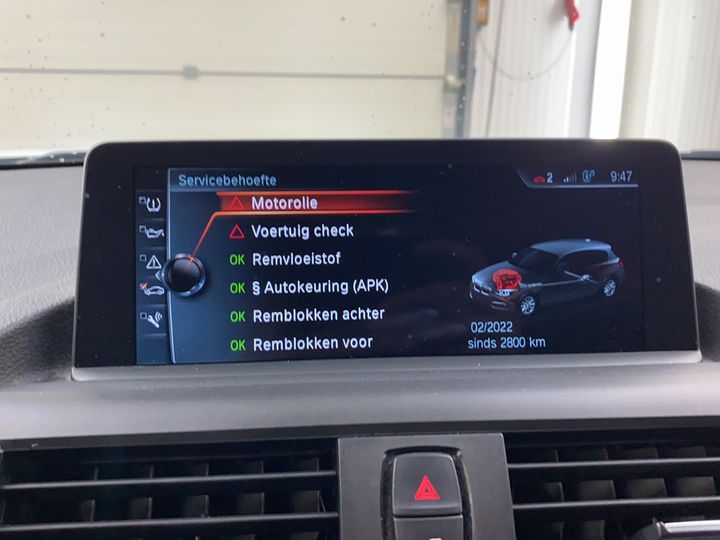 Servicebehoefte
2
9:47
Motorolie
Voertuig check
OK Remvloeistof
OK § Autokeuring (APK)
OK Remblokken achter
OK Remblokken voor
02/2022
sinds 2800 km